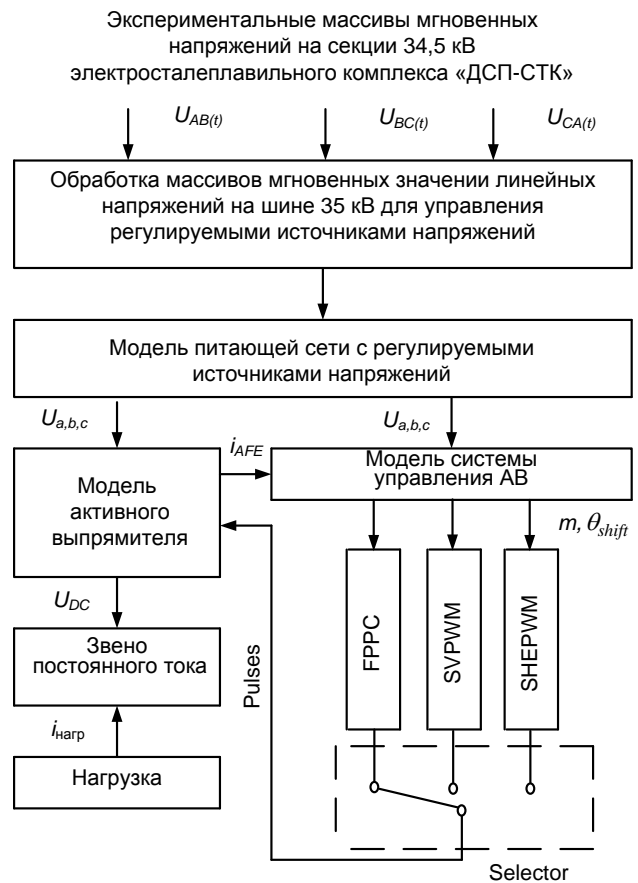 Экспериментальные массивы мгновенных
напряжений на секции 34,5 кВ
электросталеплавильного комплекса «ДСП-СТК»
U_AB(t)
U_BC(t)
U_CA(t)
Обработка массивов мгновенных значении линейных
напряжений на шине 35 кВ для управления
регулируемыми источниками напряжений
Модель питающей сети с регулируемыми
источниками напряжений
U_a,b,c
U_a,b,c
i_AFE
Модель
активного
выпрямителя
Модель системы
управления АВ
m, θ_shift
U_DC
FPPC
SVPWM
SHEPWM
Звено
постоянного тока
Pulses
i_нагр
Нагрузка
Selector